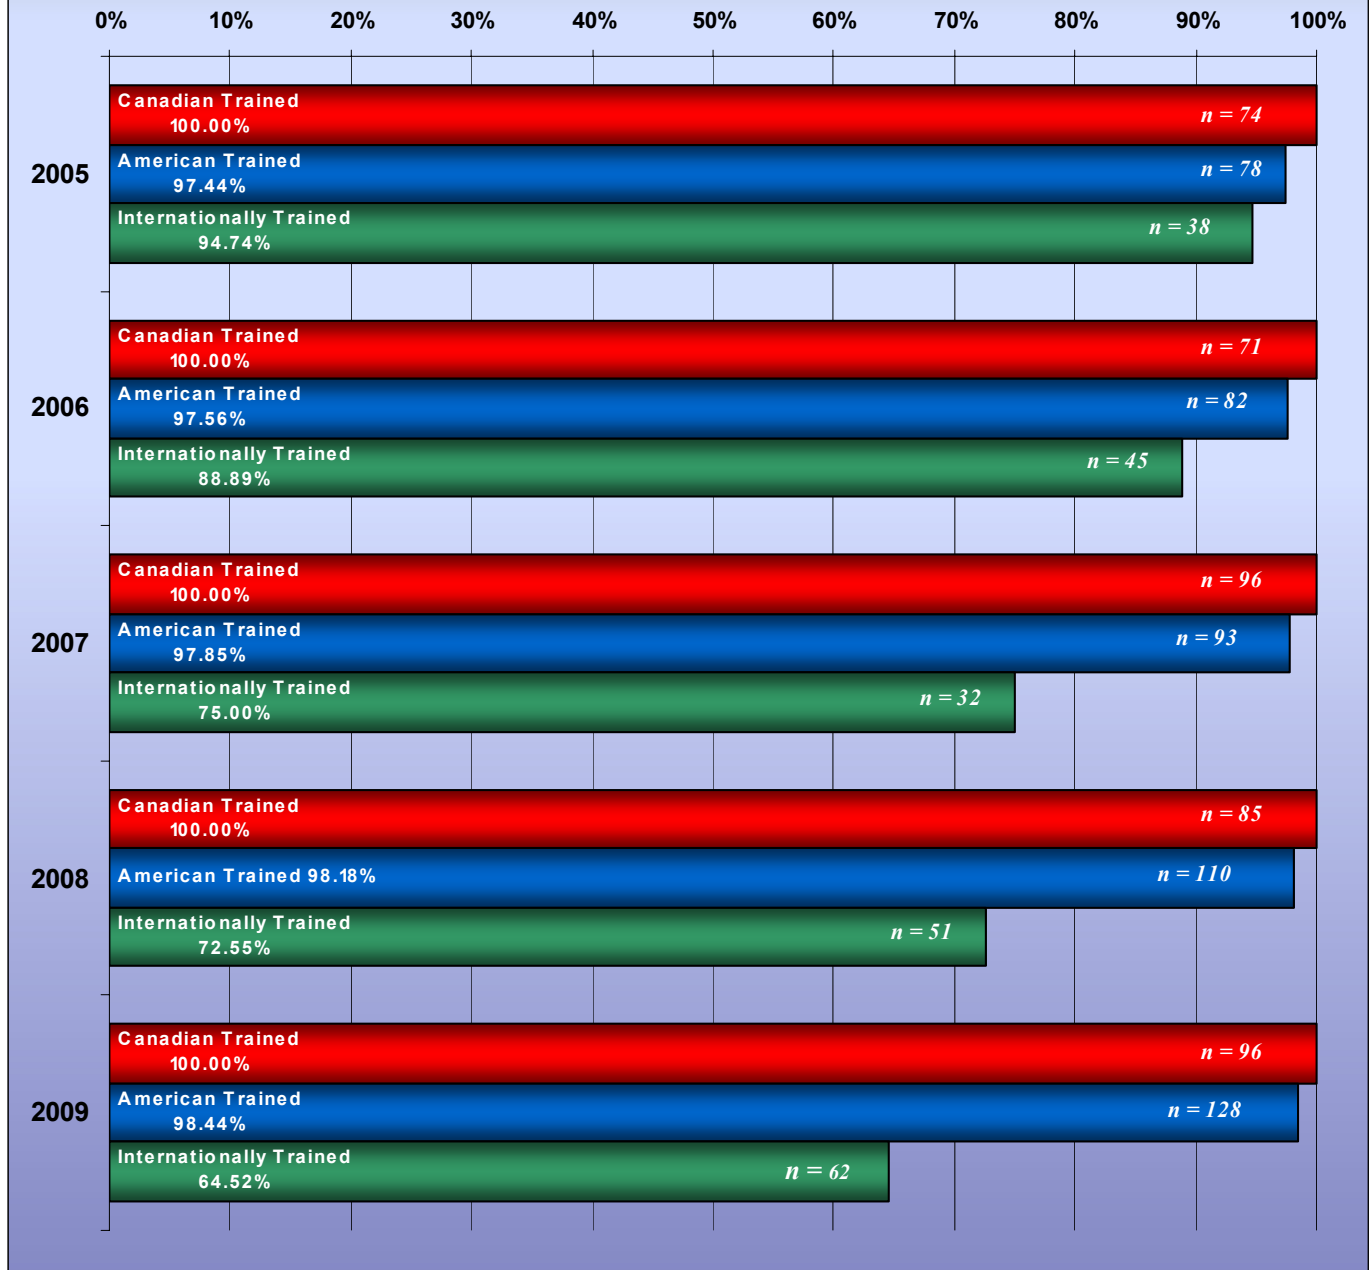 0% 10% 20% 30% 40% 50% 60% 70% 80% 90% 100%
2005
Canadian Trained
100.00%
n = 74
American Trained
97.44%
n = 78
Internationally Trained
94.74%
n = 38
2006
Canadian Trained
100.00%
n = 71
American Trained
97.56%
n = 82
Internationally Trained
88.89%
n = 45
2007
Canadian Trained
100.00%
n = 96
American Trained
97.85%
n = 93
Internationally Trained
75.00%
n = 32
2008
Canadian Trained
100.00%
n = 85
American Trained 98.18%
n = 110
Internationally Trained
72.55%
n = 51
2009
Canadian Trained
100.00%
n = 96
American Trained
98.44%
n = 128
Internationally Trained
64.52%
n = 62